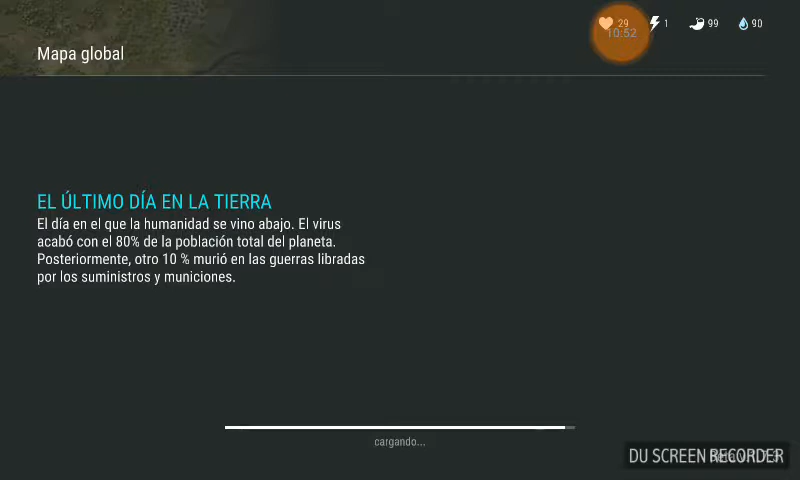 29 1 99 90
10:52
Mapa global
EL ÚLTIMO DÍA EN LA TIERRA
El día en el que la humanidad se vino abajo. El virus
acabó con el 80% de la población total del planeta.
Posteriormente, otro 10 % murió en las guerras libradas
por los suministros y municiones.
cargando...
DU SCREEN RECORDER